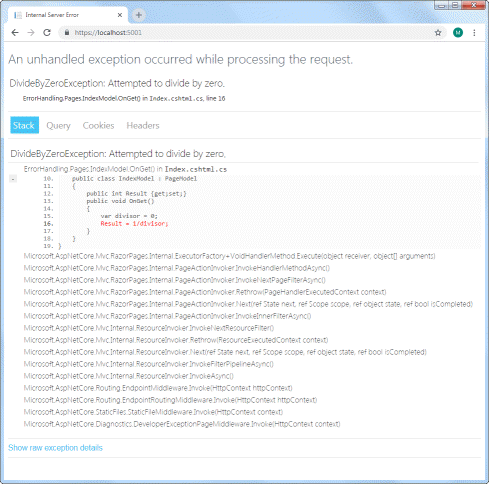 Internal Server Error
https://localhost:5001
M
An unhandled exception occurred while processing the request.
DivideByZeroException: Attempted to divide by zero.
ErrorHandling.Pages.IndexModel.OnGet() in Index.cshtml.cs, line 16
Stack Query Cookies Headers
DivideByZeroException: Attempted to divide by zero.
ErrorHandling.Pages.IndexModel.OnGet() in Index.cshtml.cs
- 10. public class IndexModel : PageModel
11. {
12. public int Result {get;set;}
13. public void OnGet()
14. {
15. var divisor = 0;
16. Result = 1/divisor;
17. }
18. }
19. }
Microsoft.AspNetCore.Mvc.RazorPages.Internal.ExecutorFactory+VoidHandlerMethod.Execute(object receiver, object[] arguments)
Microsoft.AspNetCore.Mvc.RazorPages.Internal.PageActionInvoker.InvokeHandlerMethodAsync()
Microsoft.AspNetCore.Mvc.RazorPages.Internal.PageActionInvoker.InvokeNextPageFilterAsync()
Microsoft.AspNetCore.Mvc.RazorPages.Internal.PageActionInvoker.Rethrow(PageHandlerExecutedContext context)
Microsoft.AspNetCore.Mvc.RazorPages.Internal.PageActionInvoker.Next(ref State next, ref Scope scope, ref object state, ref bool isCompleted)
Microsoft.AspNetCore.Mvc.RazorPages.Internal.PageActionInvoker.InvokeInnerFilterAsync()
Microsoft.AspNetCore.Mvc.Internal.ResourceInvoker.InvokeNextResourceFilter()
Microsoft.AspNetCore.Mvc.Internal.ResourceInvoker.Rethrow(ResourceExecutedContext context)
Microsoft.AspNetCore.Mvc.Internal.ResourceInvoker.Next(ref State next, ref Scope scope, ref object state, ref bool isCompleted)
Microsoft.AspNetCore.Mvc.Internal.ResourceInvoker.InvokeFilterPipelineAsync()
Microsoft.AspNetCore.Mvc.Internal.ResourceInvoker.InvokeAsync()
Microsoft.AspNetCore.Routing.EndpointMiddleware.Invoke(HttpContext httpContext)
Microsoft.AspNetCore.Routing.EndpointRoutingMiddleware.Invoke(HttpContext httpContext)
Microsoft.AspNetCore.StaticFiles.StaticFileMiddleware.Invoke(HttpContext context)
Microsoft.AspNetCore.Diagnostics.DeveloperExceptionPageMiddleware.Invoke(HttpContext context)
Show raw exception details